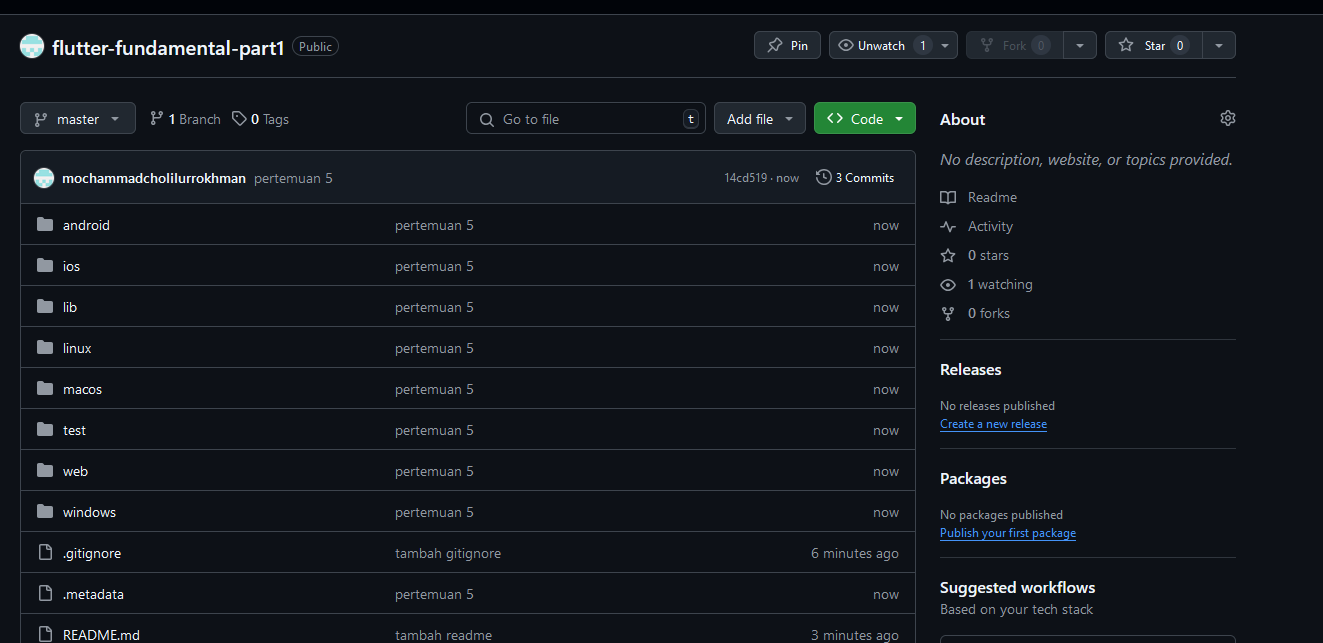 flutter-fundamental-part1 Public
Pin
Unwatch 1
Fork 0
Star 0
master
1 Branch
0 Tags
Go to file t
Add file
Code
mochammadcholilurrokhman pertemuan 5 14cd519 · now 3 Commits
android pertemuan 5 now
ios pertemuan 5 now
lib pertemuan 5 now
linux pertemuan 5 now
macos pertemuan 5 now
test pertemuan 5 now
web pertemuan 5 now
windows pertemuan 5 now
.gitignore tambah gitignore 6 minutes ago
.metadata pertemuan 5 now
README.md tambah readme 3 minutes ago
About
No description, website, or topics provided.
Readme
Activity
0 stars
1 watching
0 forks
Releases
No releases published
Create a new release
Packages
No packages published
Publish your first package
Suggested workflows
Based on your tech stack